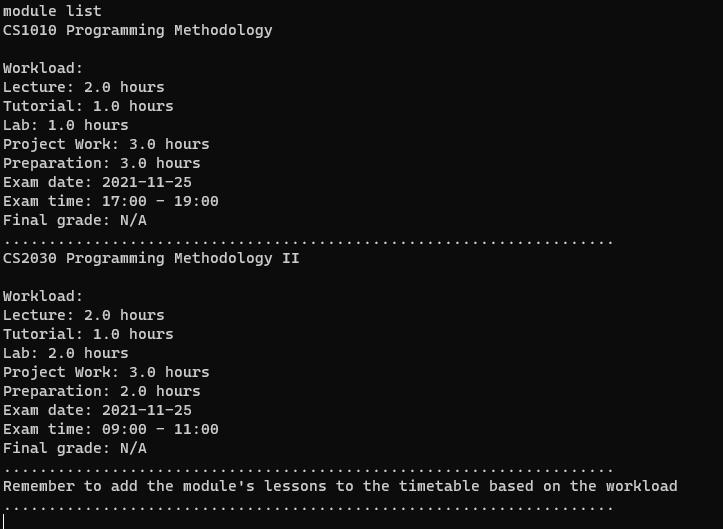 module list
CS1010 Programming Methodology
Workload:
Lecture: 2.0 hours
Tutorial: 1.0 hours
Lab: 1.0 hours
Project Work: 3.0 hours
Preparation: 3.0 hours
Exam date: 2021-11-25
Exam time: 17:00 - 19:00
Final grade: N/A
....................................................................
CS2030 Programming Methodology II
Workload:
Lecture: 2.0 hours
Tutorial: 1.0 hours
Lab: 2.0 hours
Project Work: 3.0 hours
Preparation: 2.0 hours
Exam date: 2021-11-25
Exam time: 09:00 - 11:00
Final grade: N/A
....................................................................
Remember to add the module's lessons to the timetable based on the workload
....................................................................